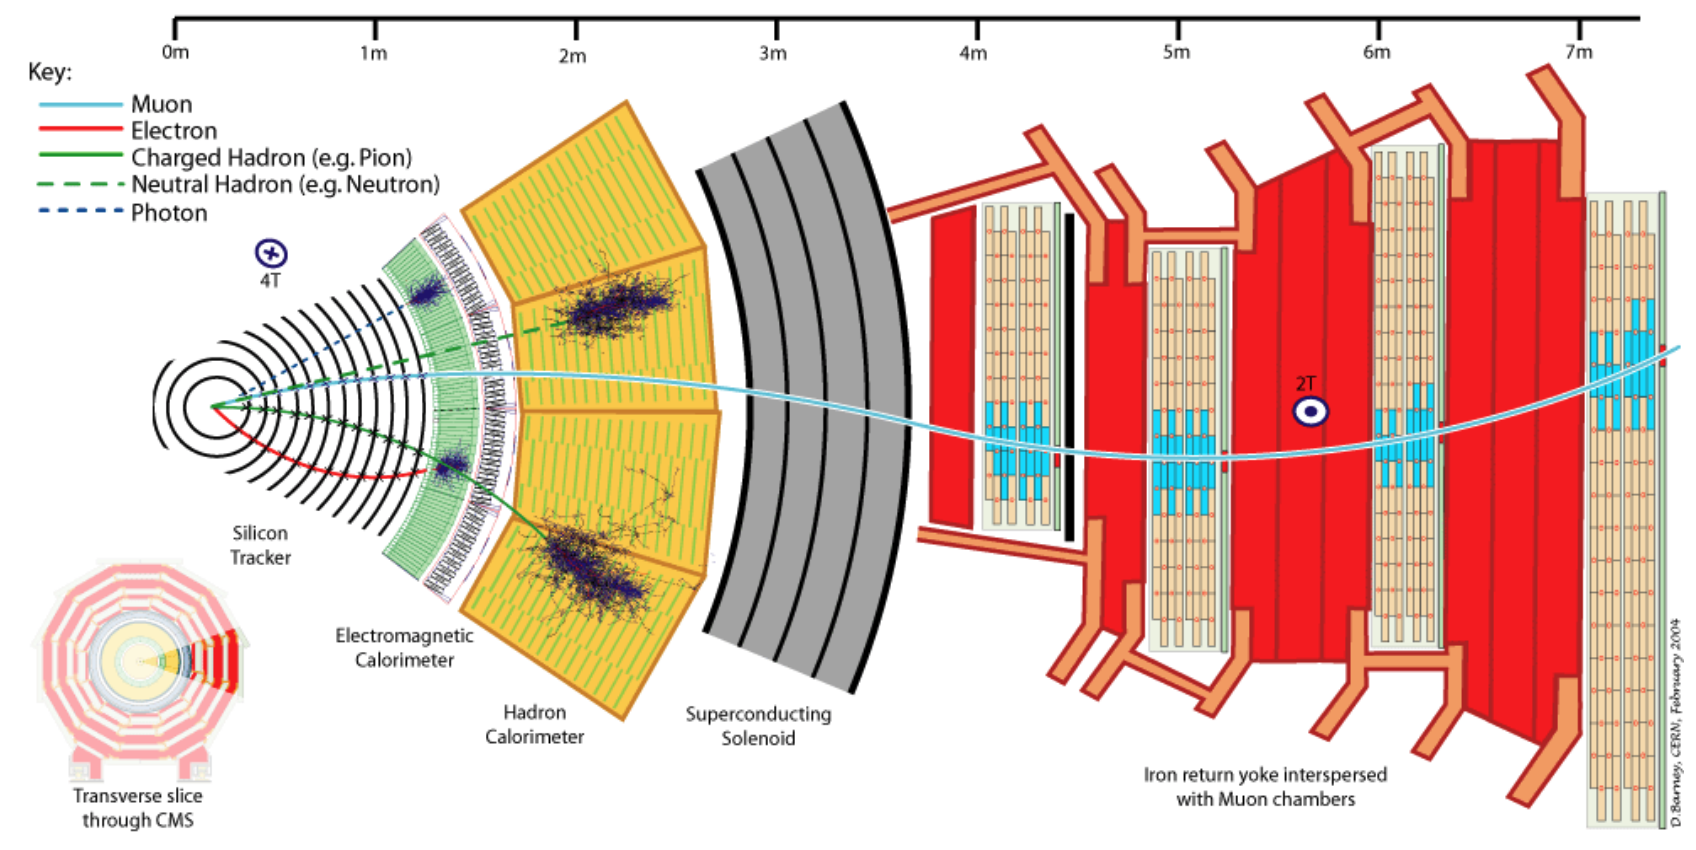 0m 1m 2m 3m 4m 5m 6m 7m
Key:
Muon
Electron
Charged Hadron (e.g. Pion)
Neutral Hadron (e.g. Neutron)
Photon
4T
2T
Silicon
Tracker
Electromagnetic
Calorimeter
Hadron
Calorimeter
Superconducting
Solenoid
Iron return yoke interspersed
with Muon chambers
Transverse slice
through CMS
D.Barney, CERN, February 2004